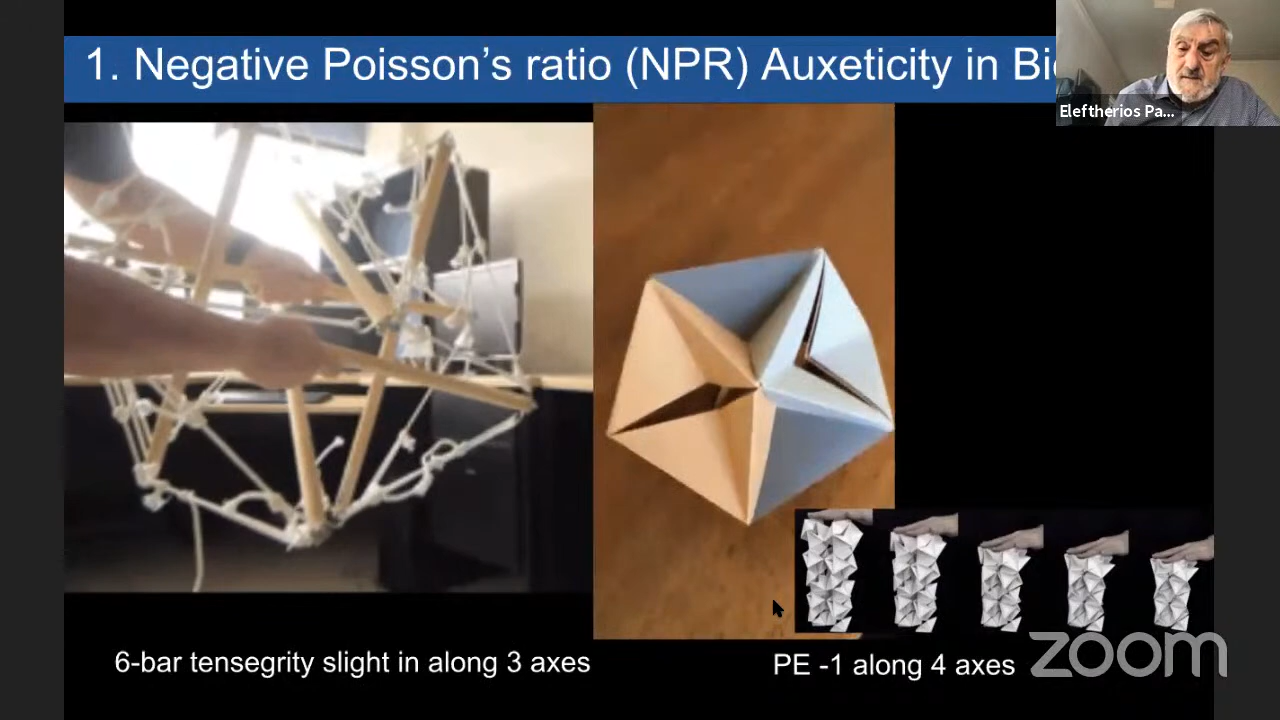 1. Negative Poisson's ratio (NPR) Auxeticity in
Eleftherios Pa...
6-bar tensegrity slight in along 3 axes
PE -1 along 4 axes
zoom